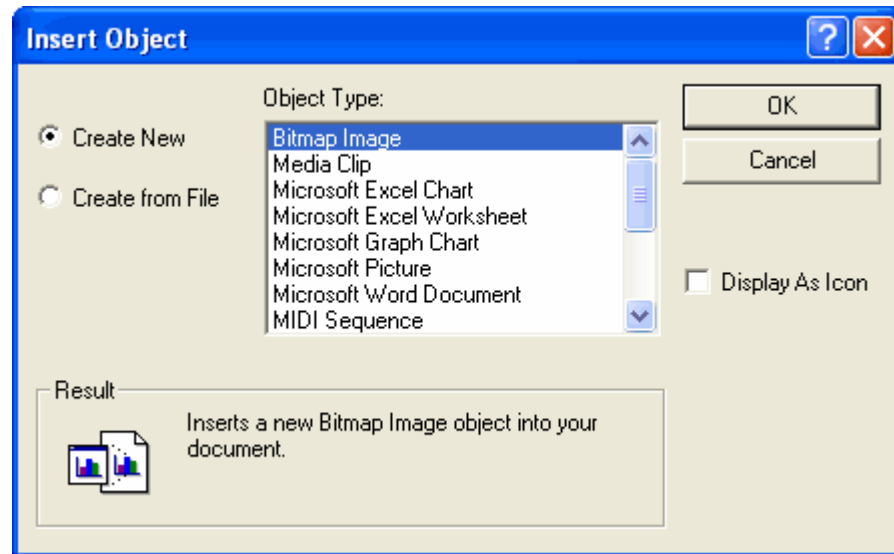 Insert Object
Object Type:
Create New
Create from File
Bitmap Image
Media Clip
Microsoft Excel Chart
Microsoft Excel Worksheet
Microsoft Graph Chart
Microsoft Picture
Microsoft Word Document
MIDI Sequence
OK
Cancel
Display As Icon
Result
Inserts a new Bitmap Image object into your
document.